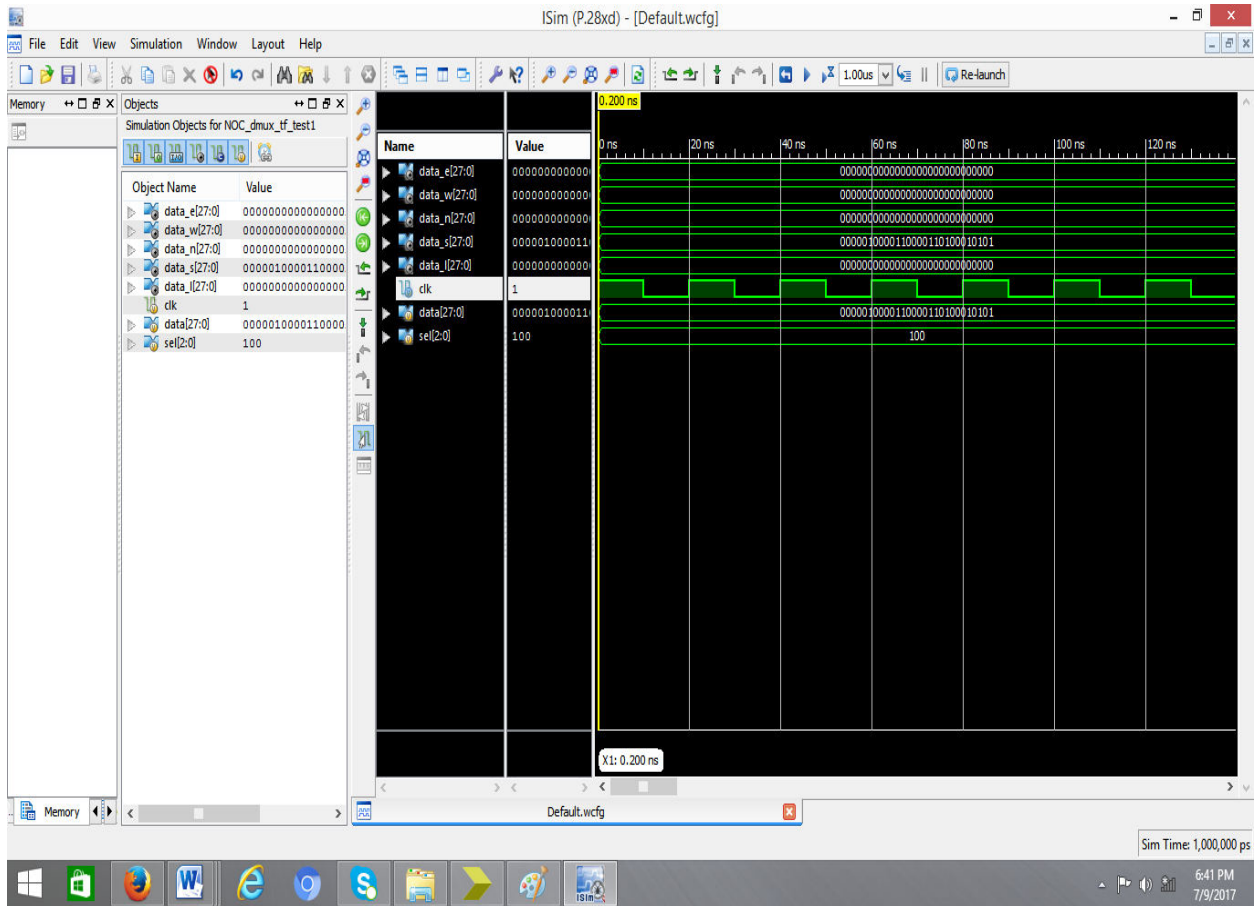 ISim (P.28xd) - [Default.wcfg]
File Edit View Simulation Window Layout Help
1.00us Re-launch
Memory
Objects
Simulation Objects for NOC_dmux_tf_test1
Object Name Value
data_e[27:0] 0000000000000000
data_w[27:0] 0000000000000000
data_n[27:0] 0000000000000000
data_s[27:0] 0000010000110000
data_l[27:0] 0000000000000000
clk 1
data[27:0] 0000010000110000
sel[2:0] 100
0.200 ns
Name Value 0 ns 20 ns 40 ns 60 ns 80 ns 100 ns 120 ns
data_e[27:0] 000000000000 0000000000000000000000000000
data_w[27:0] 000000000000 0000000000000000000000000000
data_n[27:0] 000000000000 0000000000000000000000000000
data_s[27:0] 000001000011 0000010000110000110100010101
data_l[27:0] 000000000000 0000000000000000000000000000
clk 1
data[27:0] 000001000011 0000010000110000110100010101
sel[2:0] 100 100
X1: 0.200 ns
Memory
Default.wcfg
Sim Time: 1,000,000 ps
ISim
6:41 PM
7/9/2017